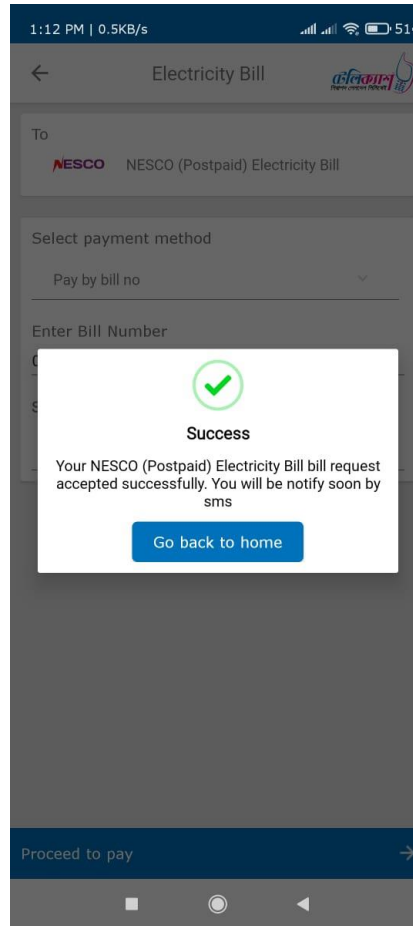 1:12 PM | 0.5KB/s
51
Electricity Bill
টেলিক্যাশ
To
NESCO
NESCO (Postpaid) Electricity Bill
Select payment method
Pay by bill no
Enter Bill Number
Success
Your NESCO (Postpaid) Electricity Bill bill request
accepted successfully. You will be notify soon by
sms
Go back to home
Proceed to pay